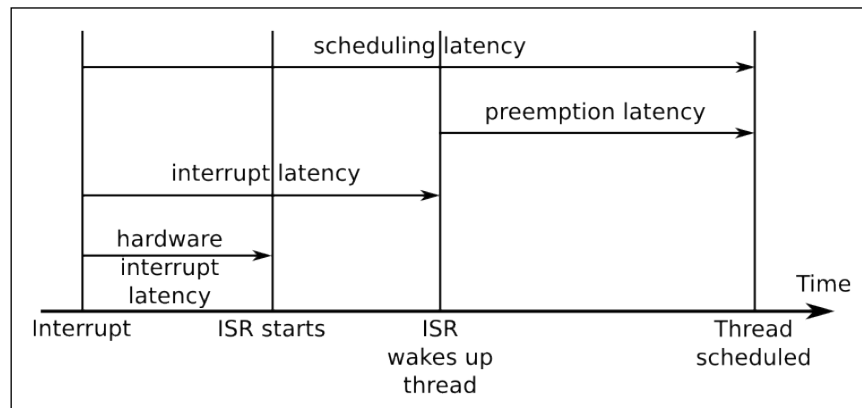 scheduling latency
preemption latency
interrupt latency
hardware
interrupt
latency
Time
Interrupt
ISR starts
ISR
wakes up
thread
Thread
scheduled